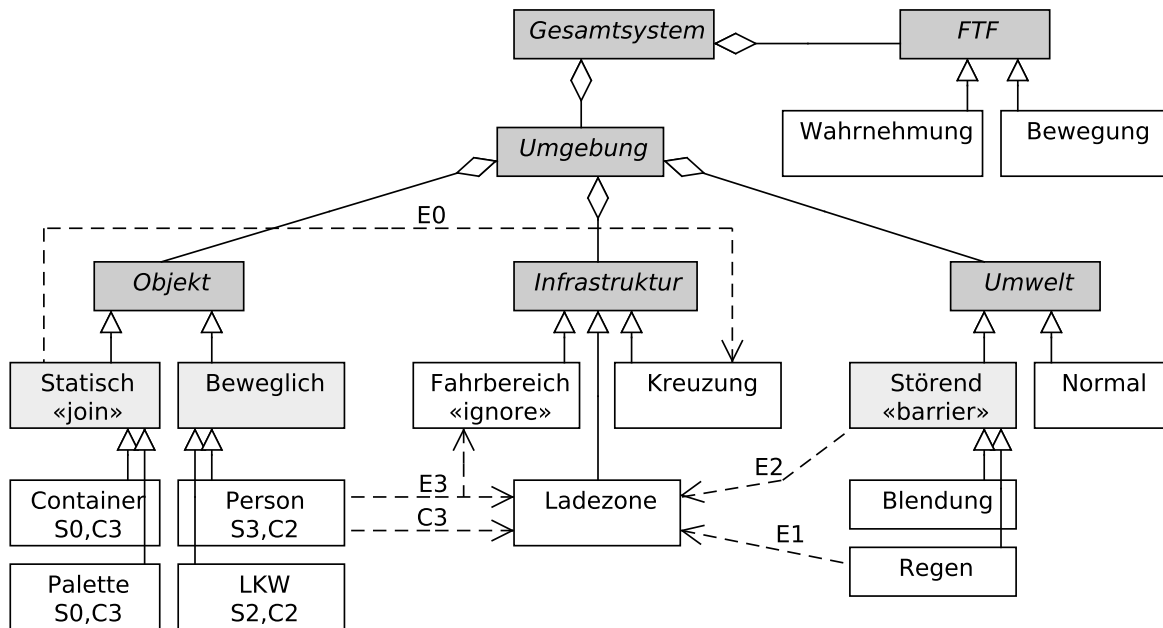 Gesamtsystem
FTF
Wahrnehmung
Bewegung
Umgebung
E0
Objekt
Infrastruktur
Umwelt
Statisch
«join»
Beweglich
Fahrbereich
«ignore»
Kreuzung
Störend
«barrier»
Normal
Container
S0,C3
Person
S3,C2
E3
C3
Ladezone
E2
E1
Blendung
Regen
Palette
S0,C3
LKW
S2,C2